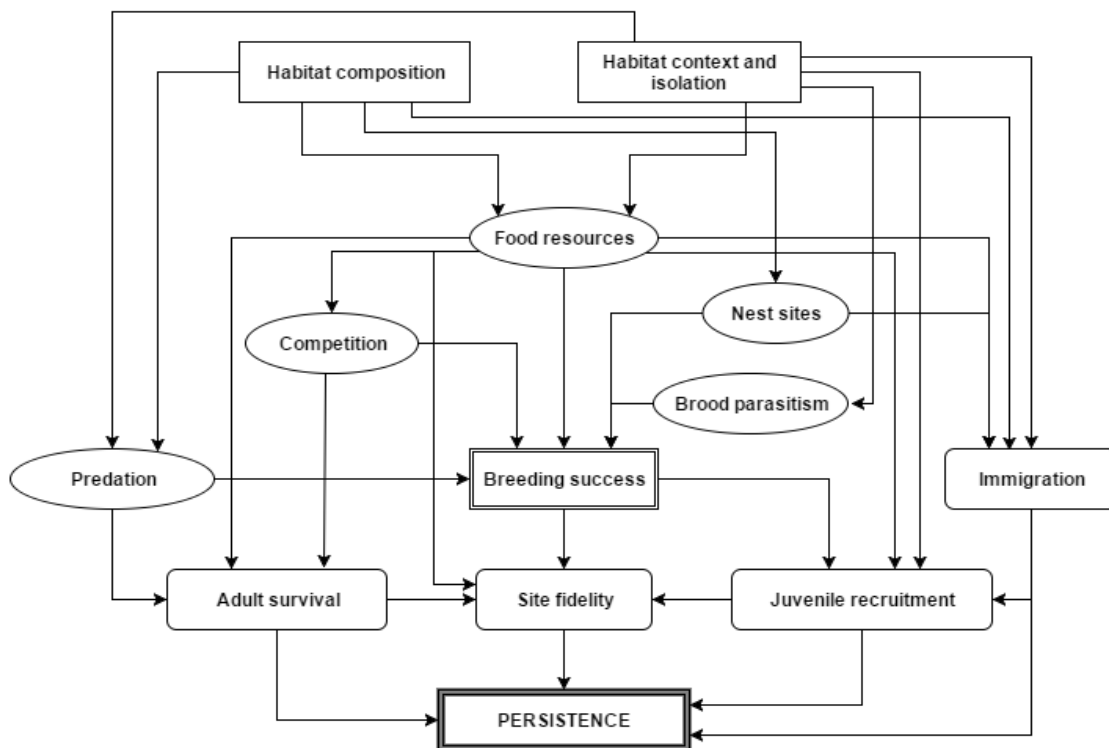 Habitat composition
Habitat context and
isolation
Food resources
Nest sites
Competition
Brood parasitism
Predation
Breeding success
Immigration
Adult survival
Site fidelity
Juvenile recruitment
PERSISTENCE